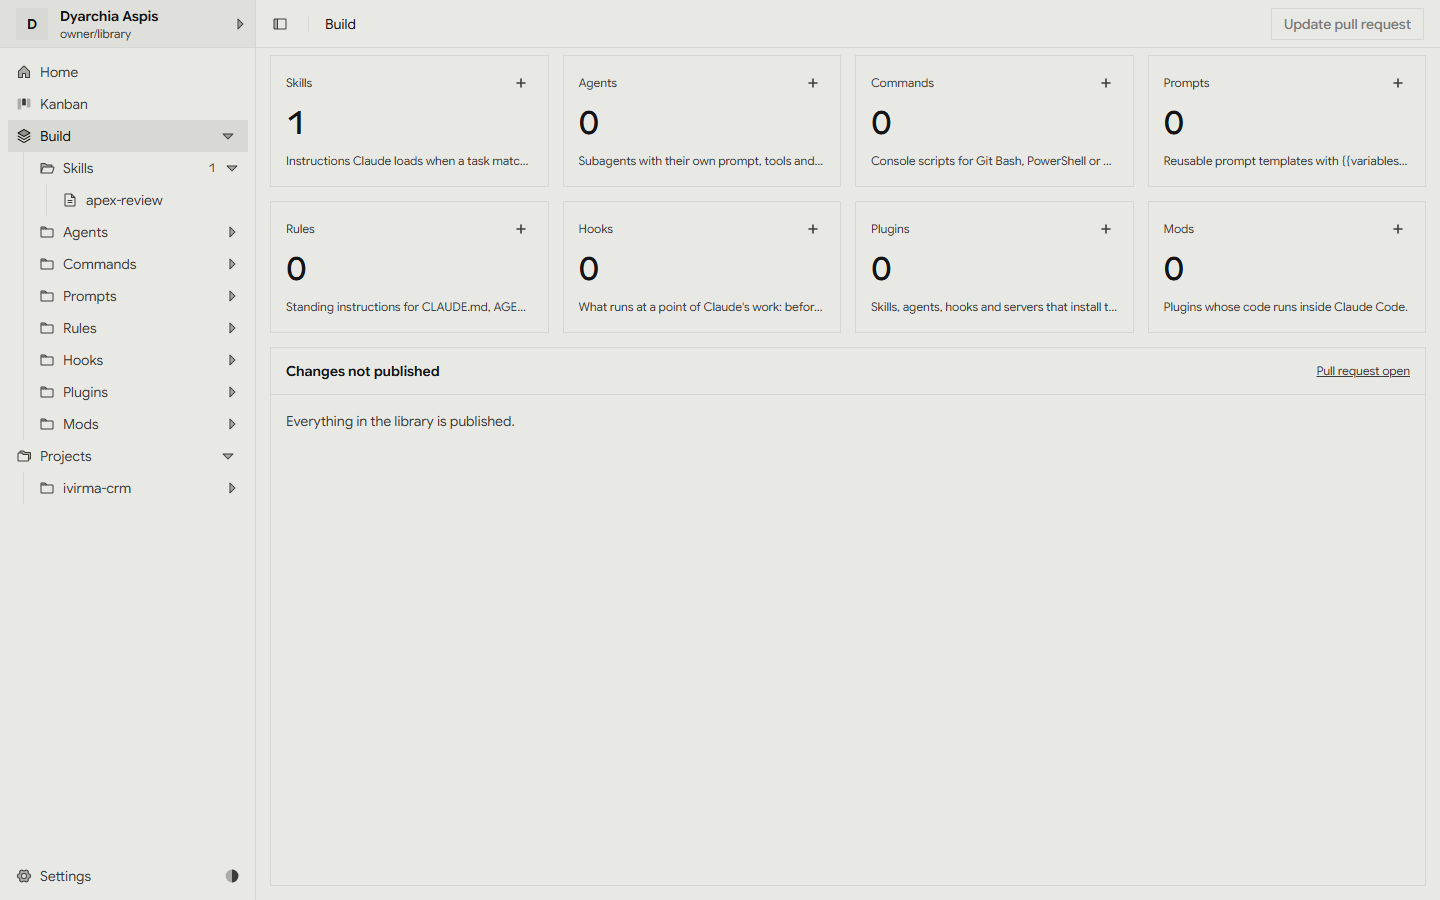 D
Dyarchia Aspis
owner/library
Home
Kanban
Build
Skills 1
apex-review
Agents
Commands
Prompts
Rules
Hooks
Plugins
Mods
Projects
ivirma-crm
Settings
Build
Update pull request
Skills
1
Instructions Claude loads when a task matc...
Agents
0
Subagents with their own prompt, tools and...
Commands
0
Console scripts for Git Bash, PowerShell or ...
Prompts
0
Reusable prompt templates with {{variables...
Rules
0
Standing instructions for CLAUDE.md, AGE...
Hooks
0
What runs at a point of Claude's work: befor...
Plugins
0
Skills, agents, hooks and servers that install t...
Mods
0
Plugins whose code runs inside Claude Code.
Changes not published
Pull request open
Everything in the library is published.